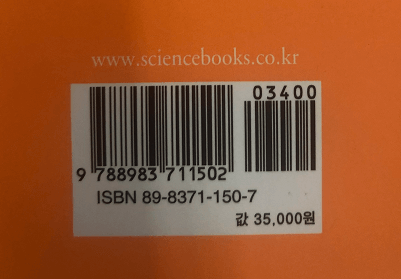 www.sciencebooks.co.kr
03400
9 788983 711502
ISBN 89-8371-150-7
값 35,000원